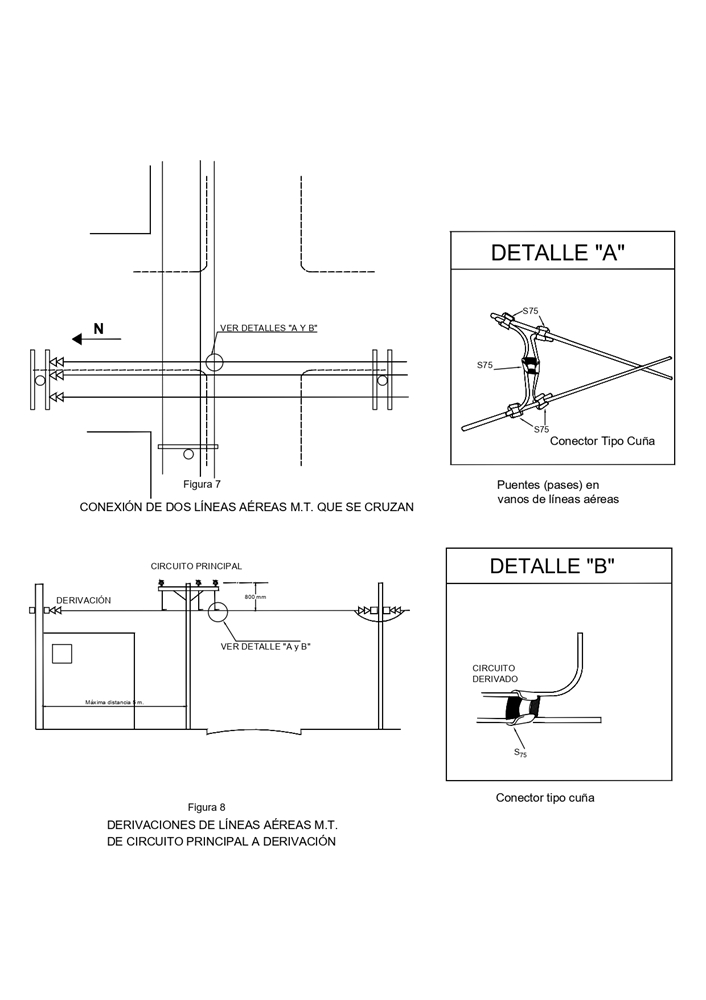 DETALLE "A"
S75
N
VER DETALLES "A Y B"
S75
S75
Conector Tipo Cuña
Figura 7
CONEXIÓN DE DOS LÍNEAS AÉREAS M.T. QUE SE CRUZAN
Puentes (pases) en
vanos de líneas aéreas
CIRCUITO PRINCIPAL
DETALLE "B"
DERIVACIÓN
800 mm
VER DETALLE "A y B"
CIRCUITO
DERIVADO
Máxima distancia 5 m.
S75
Conector tipo cuña
Figura 8
DERIVACIONES DE LÍNEAS AÉREAS M.T.
DE CIRCUITO PRINCIPAL A DERIVACIÓN